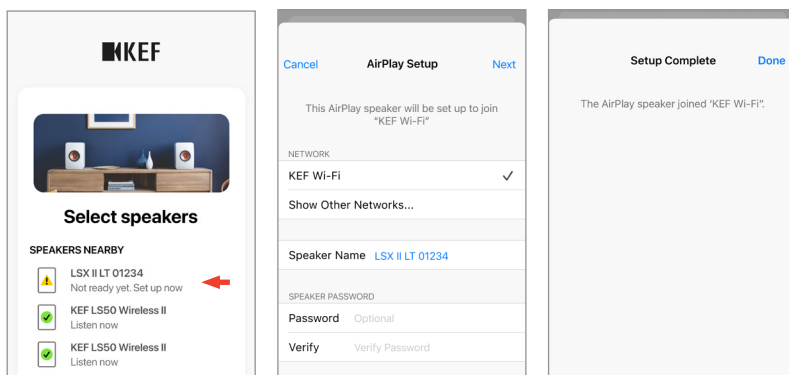 KEF
Select speakers
SPEAKERS NEARBY
LSX II LT 01234
Not ready yet. Set up now
KEF LS50 Wireless II
Listen now
KEF LS50 Wireless II
Listen now
Cancel AirPlay Setup Next
This AirPlay speaker will be set up to join
“KEF Wi-Fi”
NETWORK
KEF Wi-Fi
Show Other Networks...
Speaker Name LSX II LT 01234
SPEAKER PASSWORD
Password Optional
Verify Verify Password
Setup Complete Done
The AirPlay speaker joined ‘KEF Wi-Fi”.